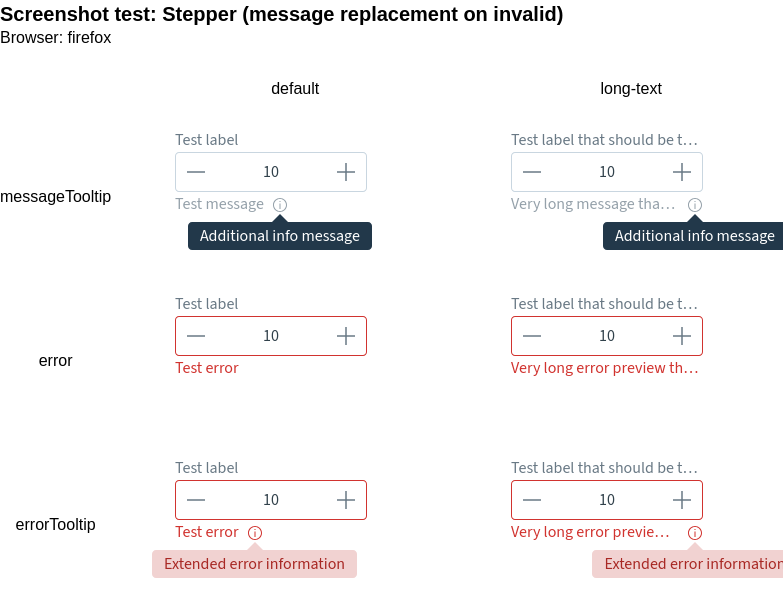 Screenshot test: Stepper (message replacement on invalid)
Browser: firefox
default
long-text
messageTooltip
Test label
10
Test message
Additional info message
Test label that should be t…
10
Very long message tha…
Additional info message
error
Test label
10
Test error
Test label that should be t…
10
Very long error preview th…
errorTooltip
Test label
10
Test error
Extended error information
Test label that should be t…
10
Very long error previe…
Extended error information